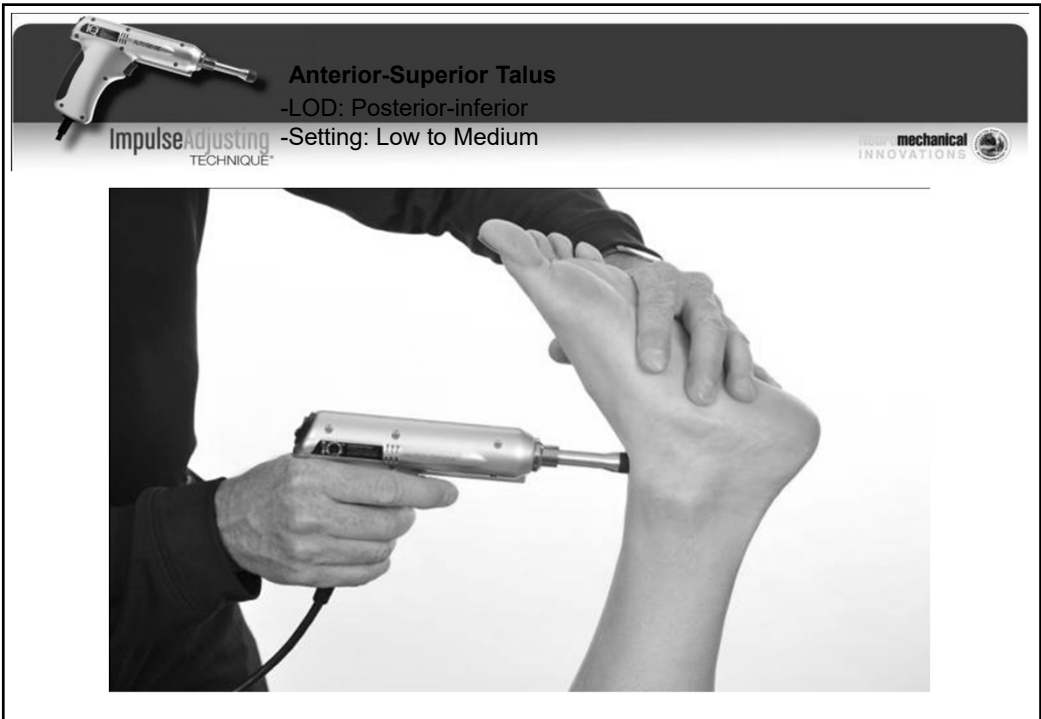 Anterior-Superior Talus
-LOD: Posterior-inferior
-Setting: Low to Medium
ImpulseAdjusting
TECHNIQUE®
mechanical
INNOVATIONS